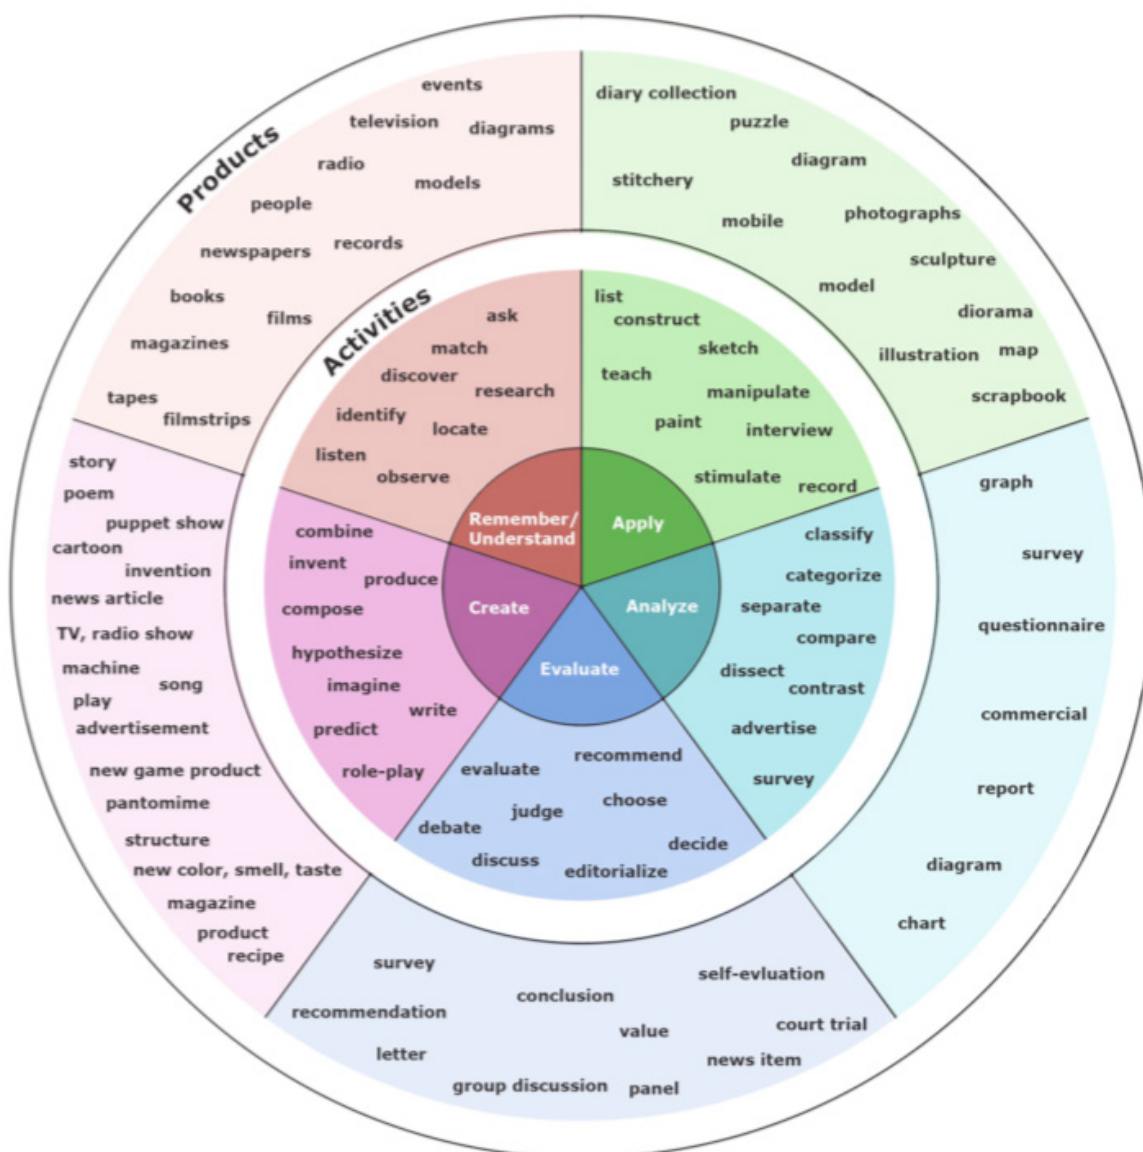 Products
events
television
diagrams
radio
models
people
newspapers
records
books
films
magazines
tapes
filmstrips
diary collection
puzzle
diagram
stitchery
photographs
mobile
sculpture
model
diorama
illustration
map
scrapbook
graph
survey
questionnaire
commercial
report
diagram
chart
survey
self-evluation
conclusion
recommendation
value
court trial
letter
news item
group discussion
panel
story
poem
puppet show
cartoon
invention
news article
TV, radio show
machine
song
play
advertisement
new game product
pantomime
structure
new color, smell, taste
magazine
product
recipe
Activities
ask
match
discover
research
identify
locate
listen
observe
list
construct
sketch
teach
manipulate
paint
interview
stimulate
record
classify
categorize
separate
compare
dissect
contrast
advertise
survey
recommend
evaluate
choose
judge
debate
decide
discuss
editorialize
combine
invent
produce
compose
hypothesize
imagine
write
predict
role-play
Remember/
Understand
Apply
Analyze
Evaluate
Create